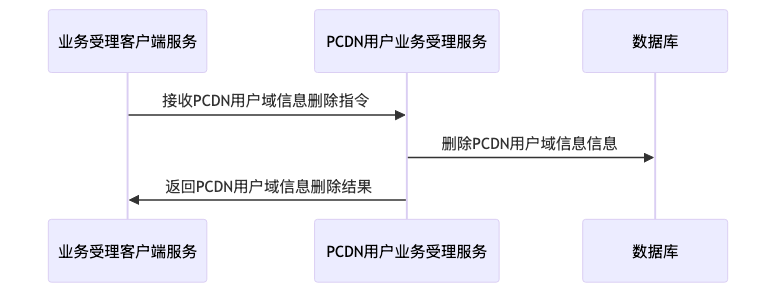 业务受理客户端服务
PCDN用户业务受理服务
数据库
接收PCDN用户域信息删除指令
删除PCDN用户域信息信息
返回PCDN用户域信息删除结果
业务受理客户端服务
PCDN用户业务受理服务
数据库